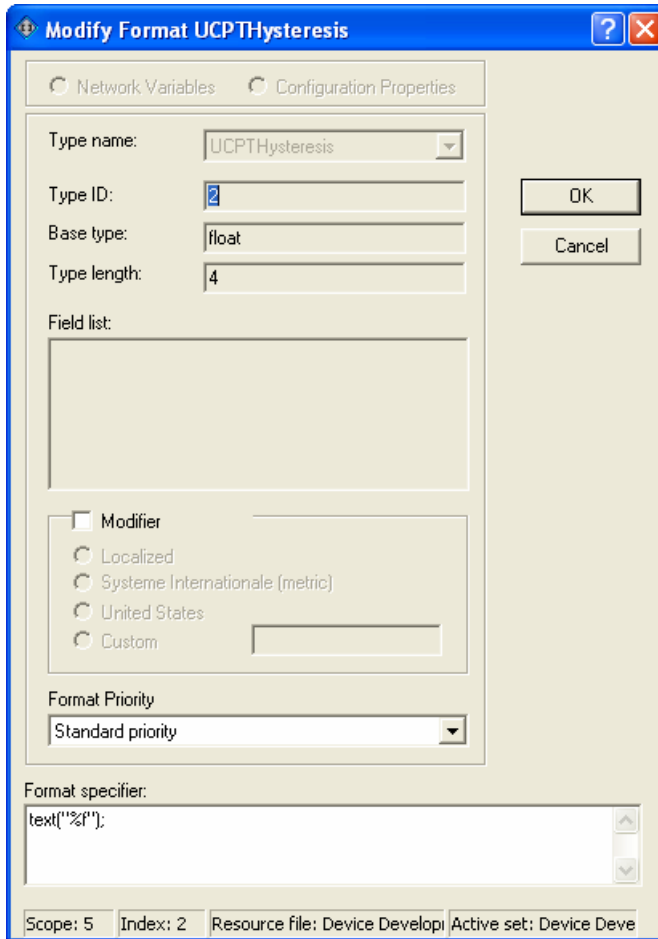 Modify Format UCPTHysteresis
Network Variables Configuration Properties
Type name: UCPTHysteresis
Type ID: 2
OK
Base type: float
Cancel
Type length: 4
Field list:
Modifier
Localized
Systeme Internationale (metric)
United States
Custom
Format Priority
Standard priority
Format specifier:
text("%f");
Scope: 5 Index: 2 Resource file: Device Developı Active set: Device Deve